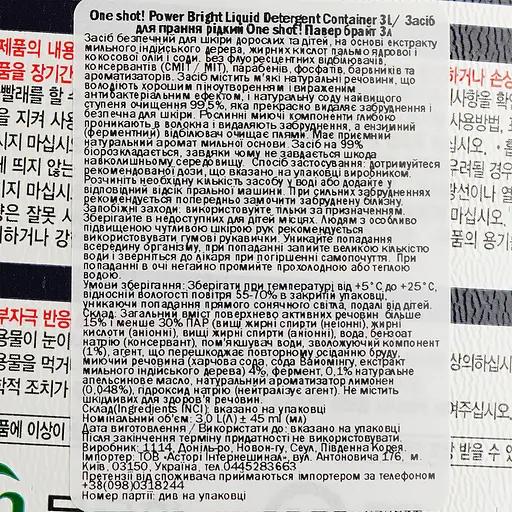 One shot! Power Bright Liquid Detergent Container 3L/ Засіб
для прання рідкий One shot! Павер брайт 3л
Засіб безпечний для шкіри дорослих та дітей, на основі екстракту
мильного індійського дерева, жирних кислот пальмо ядрової і
кокосової олій і соди. Без флуоресцентних відбілювачів,
консервантів (CMIT / MIT), парабенів, фосфатів, барвників та
ароматизаторів. Засіб містить м'які натуральні речовини, що
володіють хорошим піноутворенням і вираженим
антибактеріальним ефектом, і натуральну соду найвищого
ступеня очищення 99,5%, яка прекрасно видаляє забруднення і
безпечна для шкіри. Рослинні миючі компоненти глибоко
проникають в волокна і видаляють забруднення, а ензимний
(ферментний) відбілювач очищає плями. Має приємний
натуральний аромат мильної основи. Засіб на 99%
біорозкладається, завдяки чому не завдається шкода
навколишньому середовищу. Спосіб застосування: дотримуйтеся
рекомендованої дози, що вказана на упаковці виробником.
Розчиніть необхідну кількість засобу у воді або додайте у
відповідний відсік пральної машини. При сильних забрудненнях
рекомендується попередньо замочити забруднену білизну.
Запобіжні заходи: використовуйте тільки за призначенням.
Зберігайте в недоступних для дітей місцях. Людям з особливо
підвищеною чутливою шкірою рук рекомендується
використовувати гумові рукавички. Уникайте попадання
всередину організму, при попаданні запийте великою кількістю
води і зверніться до лікаря при погіршенні самопочуття. При
попаданні в очі негайно промийте прохолодною або теплою
водою.
Умови зберігання: Зберігати при температурі від +5°С до +25°С,
відносній вологості повітря 55-70% в закритій упаковці,
уникаючи попадання прямого сонячного світла, подалі від дітей.
Склад: Загальний вміст поверхнево активних речовин більше
15% і менше 30% ПАР (вищі жирні спирти (неіонні), жирні
кислоти (аніонні), вищі жирні спирти (аніонні), вода, бензоат
натрію (консервант), пом'якшувач води, зволожуючий компонент
(1%), агент, що перешкоджає повторному осіданню бруду,
миючий речовина (харчова сода, сода Вайомінгу, екстракт
мильного індійського дерева) 4%, фермент, 0,1% натуральне
апельсинове масло, натуральний ароматизатор лимонен
(0,048%), гідроксид натрію (нейтралізує агент). Не містить
шкідливих для здоров'я речовин.
Склад(Ingredients INCI): вказано на упаковці
Номінальний об'єм: 3,0 L(Л) ± 45 ml (мл)
Дата виготовлення / Використати до: вказано на упаковці
Після закінчення терміну придатності не використовувати.
Виробник: 1114, Доніль-ро, Новон-гу, Сеул, Південна Корея.
Імпортер: ТОВ «Асторі Інтернешинал», вул. Антоновича 176, м.
Київ, 03150, Україна, тел.0445283663
Претензії від споживача приймаються імпортером за телефоном
+38(098)0318244
Номер партії: див на упаковці